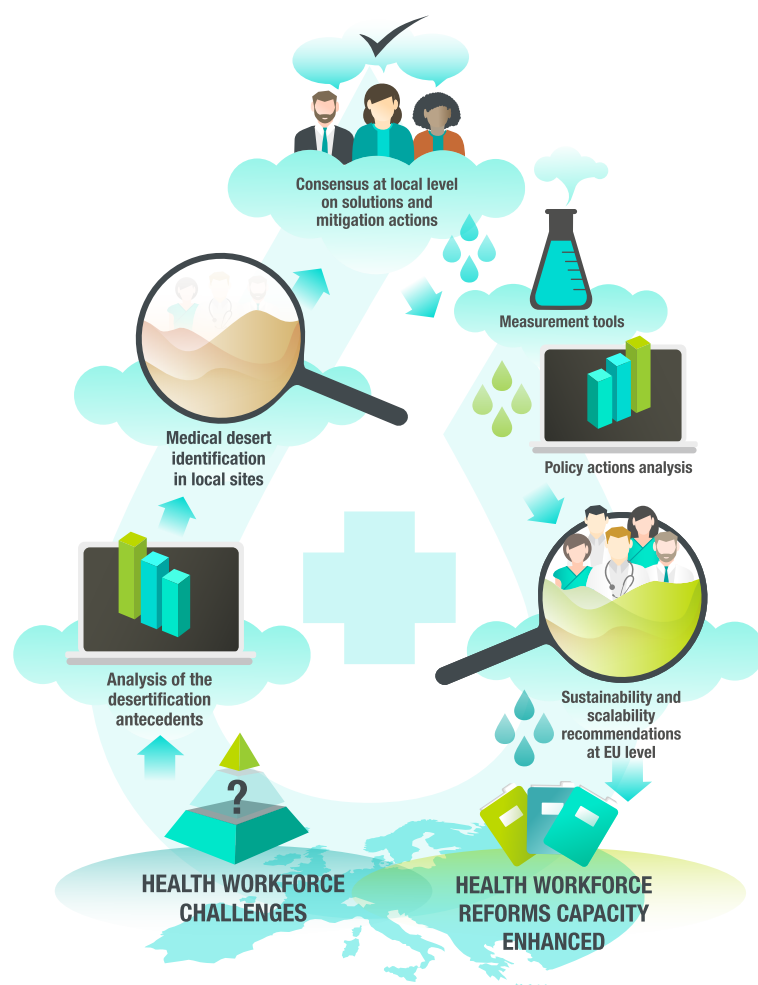 Consensus at local level
on solutions and
mitigation actions
Measurement tools
Medical desert
identification
in local sites
Policy actions analysis
Analysis of the
desertification
antecedents
Sustainability and
scalability
recommendations
at EU level
?
HEALTH WORKFORCE
CHALLENGES
HEALTH WORKFORCE
REFORMS CAPACITY
ENHANCED